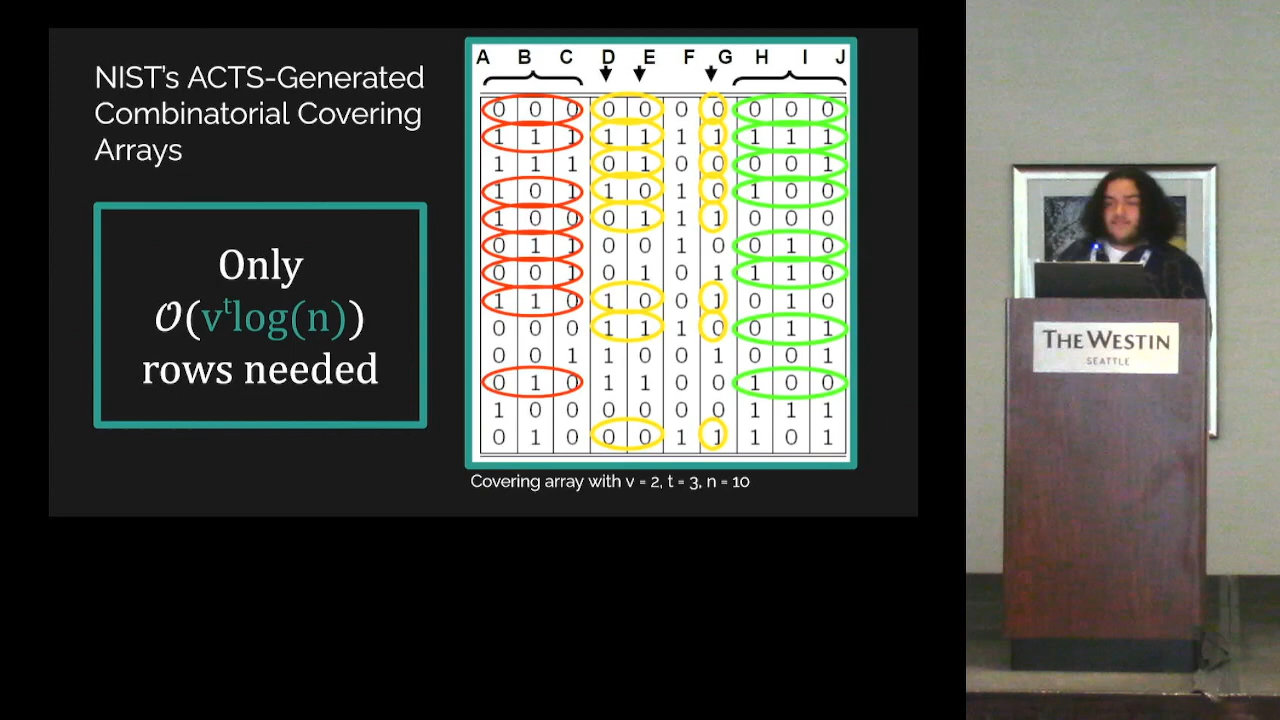 NIST's ACTS-Generated
Combinatorial Covering
Arrays
Only
𝒪(vᵗlog(n))
rows needed
A B C D E F G H I J
0 0 0 0 0 0 0 0 0 0
1 1 1 1 1 1 1 1 1 1
1 1 1 0 1 0 0 0 0 1
1 0 1 1 0 1 0 1 0 0
1 0 0 0 1 1 1 0 0 0
0 1 1 0 0 1 0 0 1 0
0 0 1 0 1 0 1 1 1 0
1 1 0 1 0 0 1 0 1 0
0 0 0 1 1 1 0 0 1 1
0 0 1 1 0 0 1 0 0 1
0 1 0 1 1 0 0 1 0 0
1 0 0 0 0 0 0 1 1 1
0 1 0 0 0 1 1 1 0 1
Covering array with v = 2, t = 3, n = 10
THE WESTIN
SEATTLE